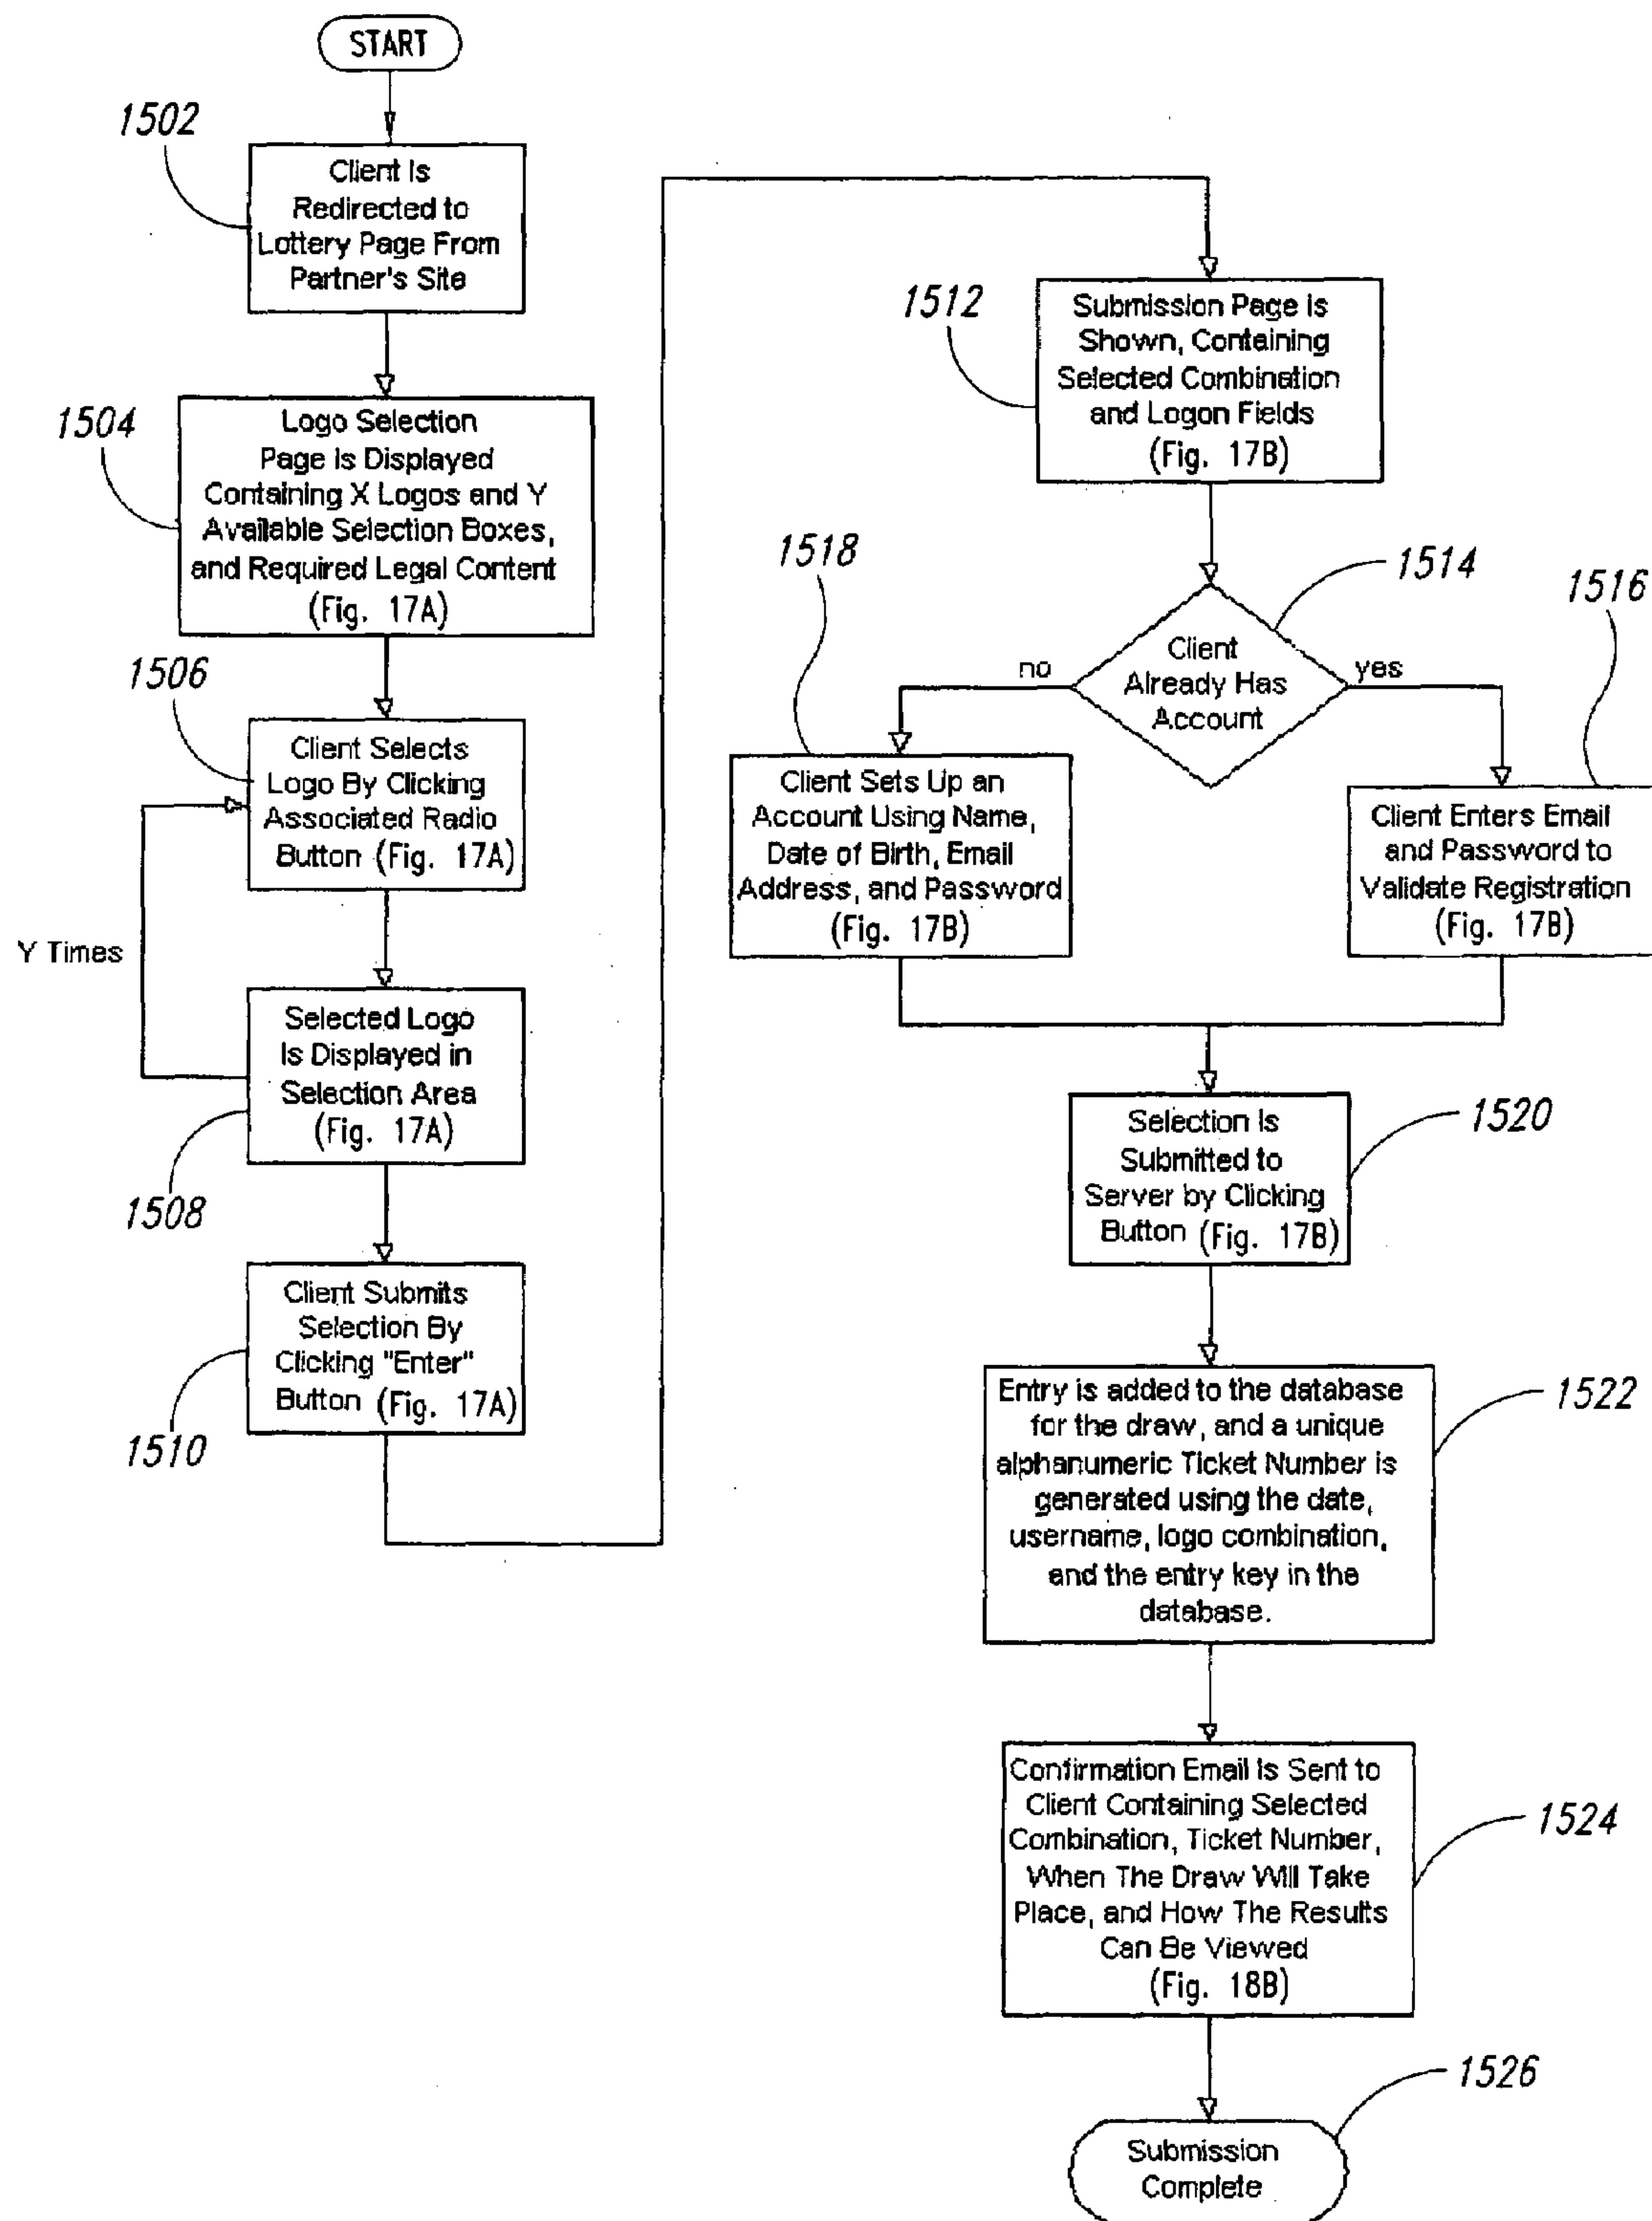 START
1502
Client Is
Redirected to
Lottery Page From
Partner's Site
1504
Logo Selection
Page Is Displayed
Containing X Logos and Y
Available Selection Boxes,
and Required Legal Content
(Fig. 17A)
1506
Client Selects
Logo By Clicking
Associated Radio
Button (Fig. 17A)
Y Times
Selected Logo
Is Displayed in
Selection Area
(Fig. 17A)
1508
Client Submits
Selection By
Clicking "Enter"
Button (Fig. 17A)
1510
1512
Submission Page is
Shown, Containing
Selected Combination
and Logon Fields
(Fig. 17B)
1514
Client
Already Has
Account
no
yes
1518
Client Sets Up an
Account Using Name,
Date of Birth, Email
Address, and Password
(Fig. 17B)
1516
Client Enters Email
and Password to
Validate Registration
(Fig. 17B)
1520
Selection Is
Submitted to
Server by Clicking
Button (Fig. 17B)
1522
Entry is added to the database
for the draw, and a unique
alphanumeric Ticket Number is
generated using the date,
username, logo combination,
and the entry key in the
database.
1524
Confirmation Email Is Sent to
Client Containing Selected
Combination, Ticket Number,
When The Draw Will Take
Place, and How The Results
Can Be Viewed
(Fig. 18B)
1526
Submission
Complete